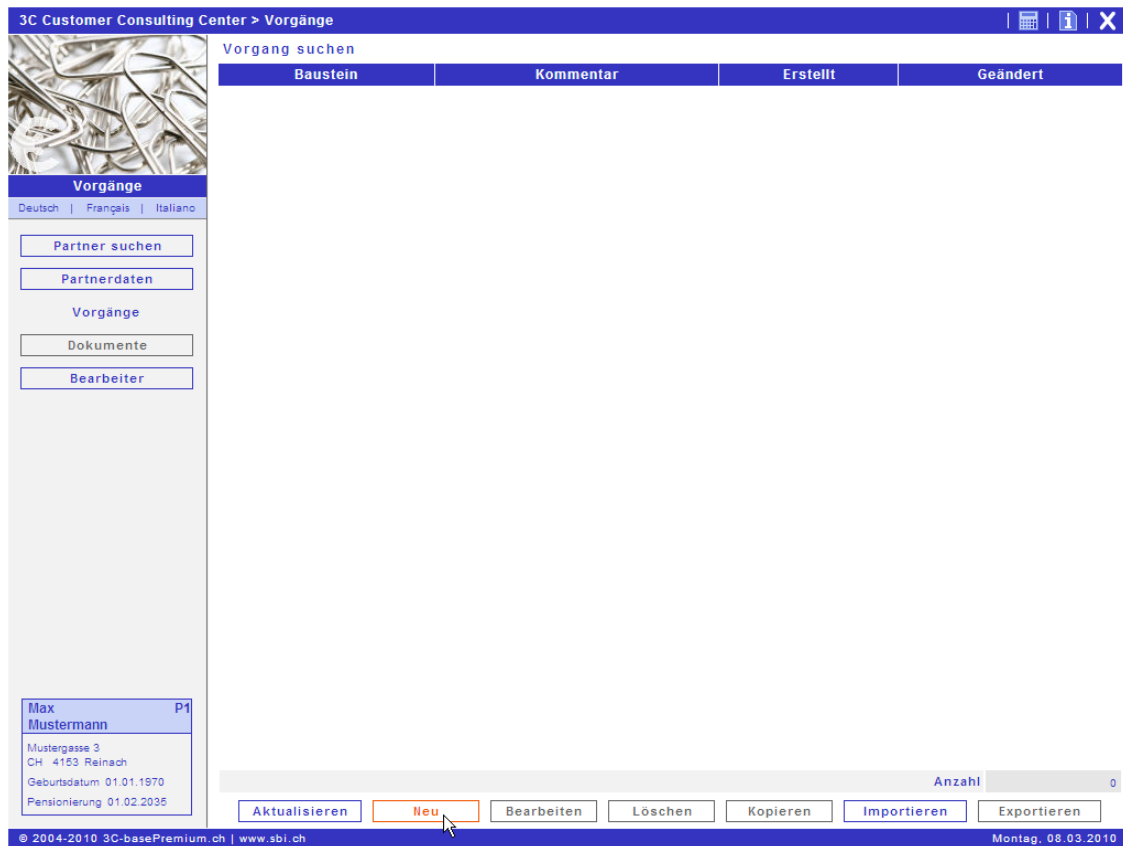 3C Customer Consulting Center > Vorgänge
Vorgang suchen
Baustein Kommentar Erstellt Geändert
e
Vorgänge
Deutsch | Français | Italiano
Partner suchen
Partnerdaten
Vorgänge
Dokumente
Bearbeiter
Max P1
Mustermann
Mustergasse 3
CH 4153 Reinach
Geburtsdatum 01.01.1970
Pensionierung 01.02.2035
Anzahl 0
Aktualisieren Neu Bearbeiten Löschen Kopieren Importieren Exportieren
© 2004-2010 3C-basePremium.ch | www.sbi.ch Montag, 08.03.2010